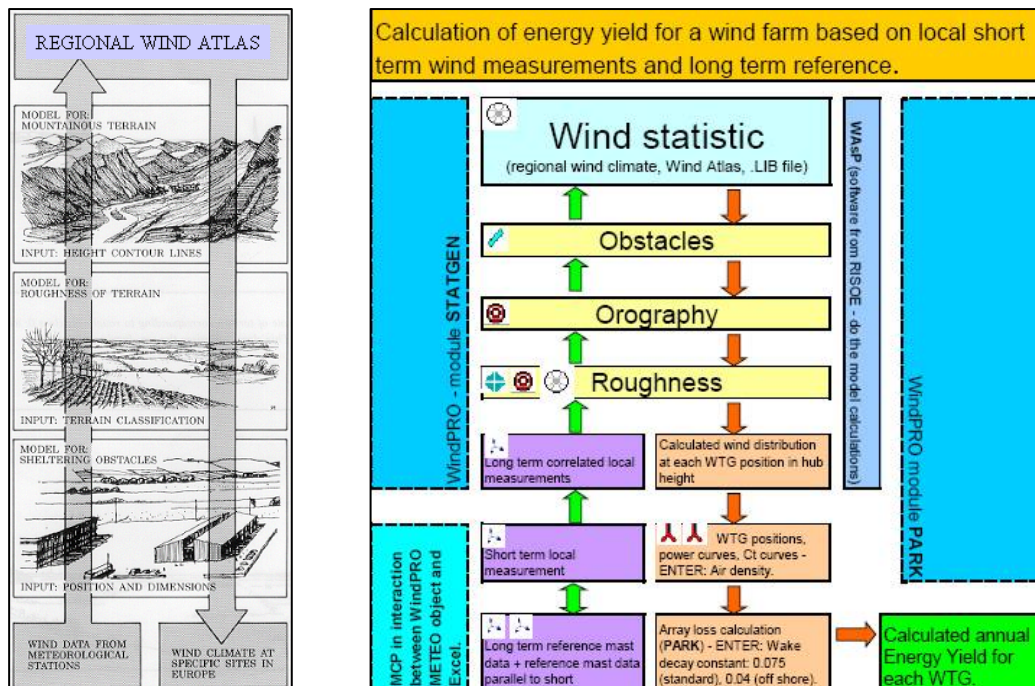 REGIONAL WIND ATLAS
MODEL FOR:
MOUNTAINOUS TERRAIN
INPUT: HEIGHT CONTOUR LINES
MODEL FOR:
ROUGHNESS OF TERRAIN
INPUT: TERRAIN CLASSIFICATION
MODEL FOR:
SHELTERING OBSTACLES
INPUT: POSITION AND DIMENSIONS
WIND DATA FROM
METEOROLOGICAL
STATIONS
WIND CLIMATE AT
SPECIFIC SITES IN
EUROPE
Calculation of energy yield for a wind farm based on local short
term wind measurements and long term reference.
WindPRO - module STATGEN
MCP in interaction
between WindPRO
METEO object and
Excel.
Wind statistic
(regional wind climate, Wind Atlas, .LIB file)
Obstacles
Orography
Roughness
Long term correlated local
measurements
Calculated wind distribution
at each WTG position in hub
height
Short term local
measurement
WTG positions,
power curves, Ct curves -
ENTER: Air density.
Long term reference mast
data + reference mast data
parallel to short
Array loss calculation
(PARK) - ENTER: Wake
decay constant: 0.075
(standard), 0.04 (off shore).
WAsP (software from RISOE - do the model calculations)
WindPRO module PARK
Calculated annual
Energy Yield for
each WTG.